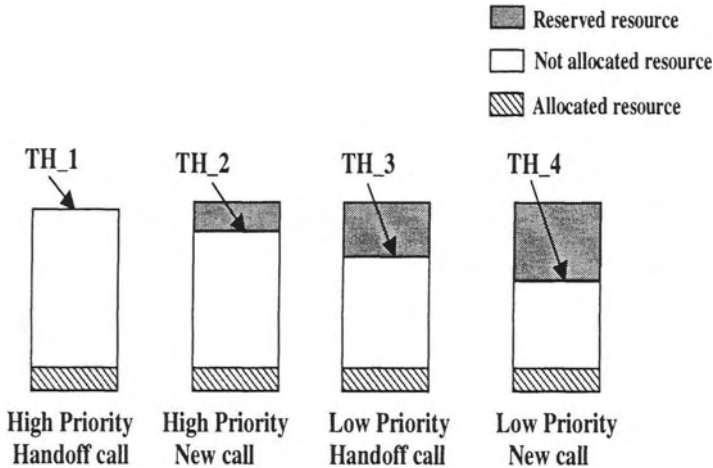 Reserved resource
Not allocated resource
Allocated resource
TH_1
TH_2
TH_3
TH_4
High Priority
Handoff call
High Priority
New call
Low Priority
Handoff call
Low Priority
New call